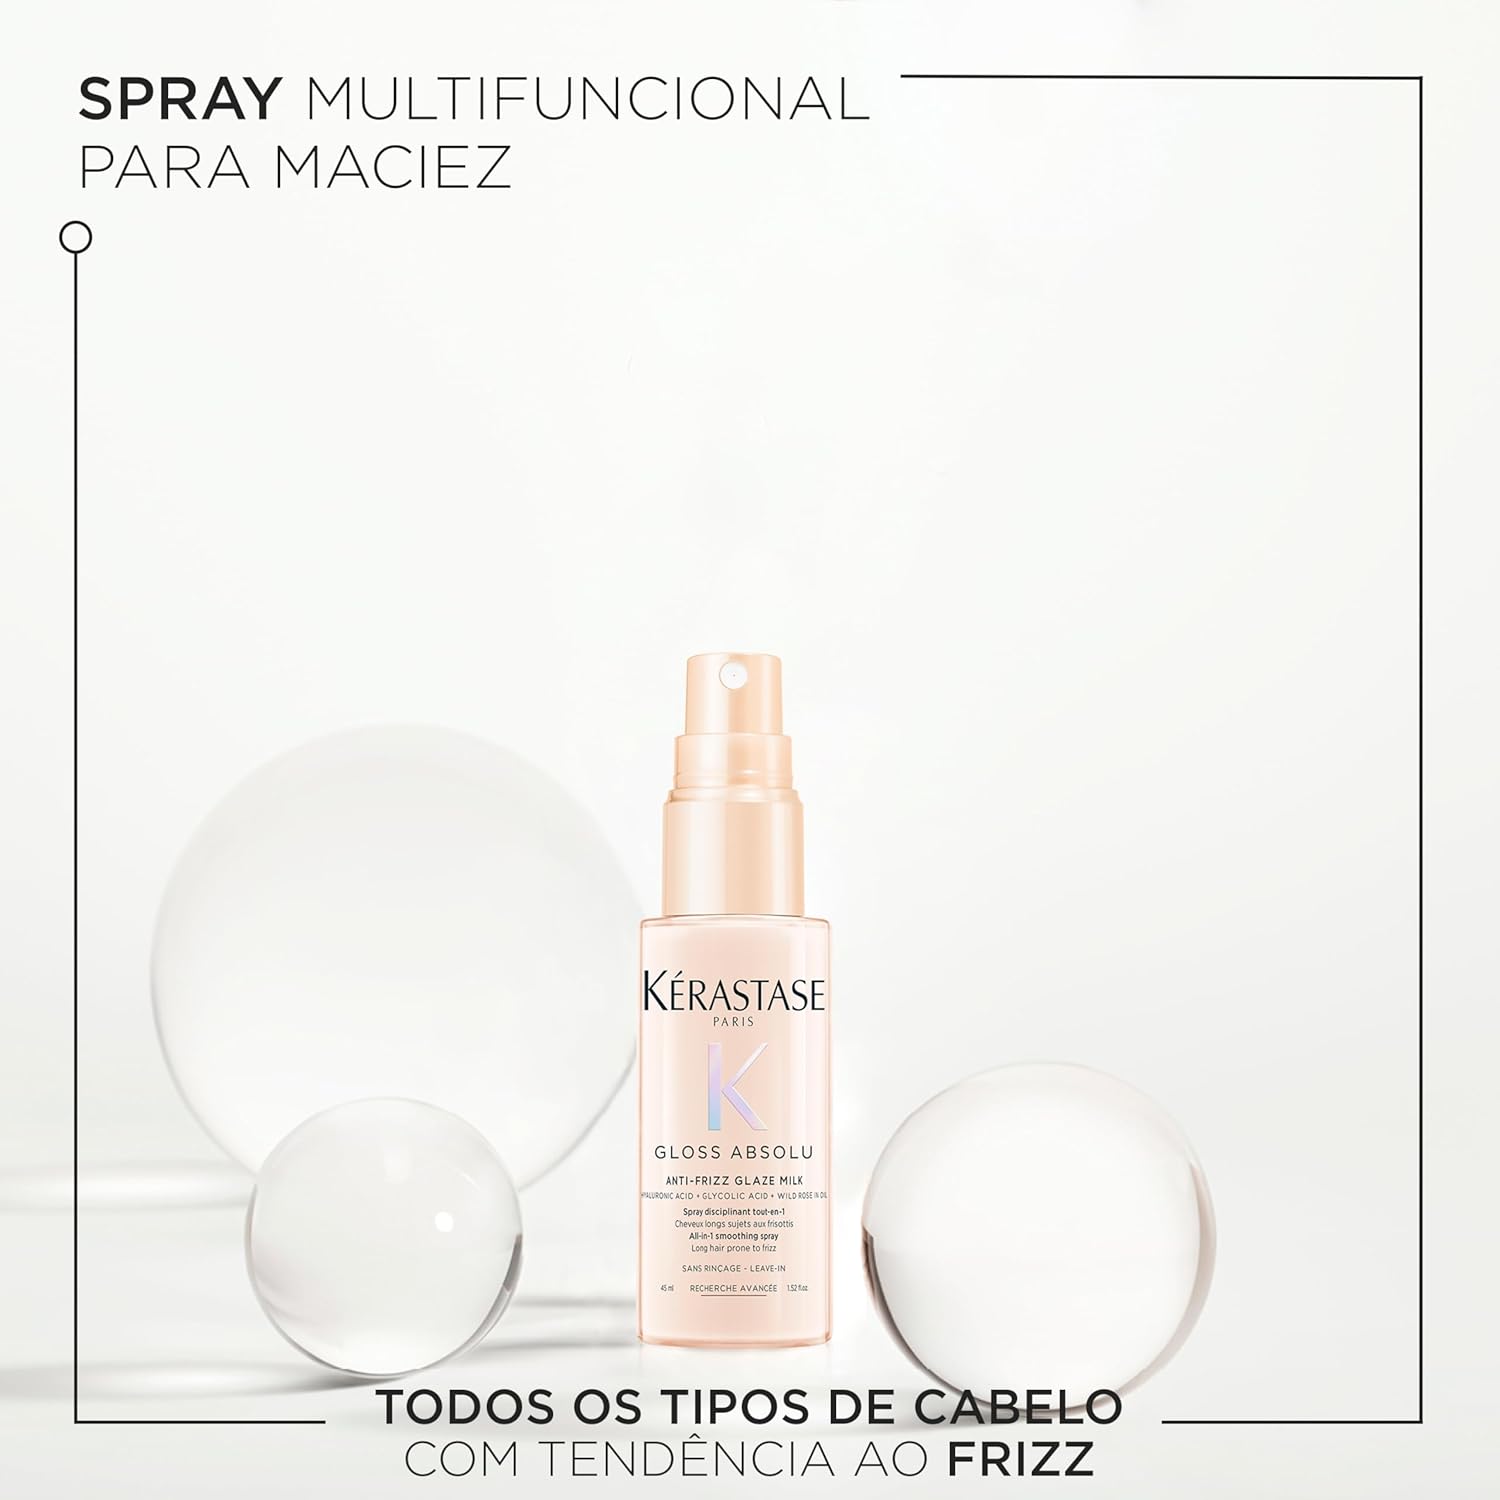 SPRAY MULTIFUNCIONAL
PARA MACIEZ
KÉRASTASE
PARIS
K
GLOSS ABSOLU
ANTI-FRIZZ GLAZE MILK
HYALURONIC ACID + GLYCOLIC ACID + WILD ROSE IN OIL
Spray disciplinant tout-en-1
Cheveux longs sujets aux frisottis
All-in-1 smoothing spray
Long hair prone to frizz
SANS RINÇAGE - LEAVE-IN
45 ml RECHERCHE AVANCÉE 1.52 fl.oz
TODOS OS TIPOS DE CABELO
COM TENDÊNCIA AO FRIZZ